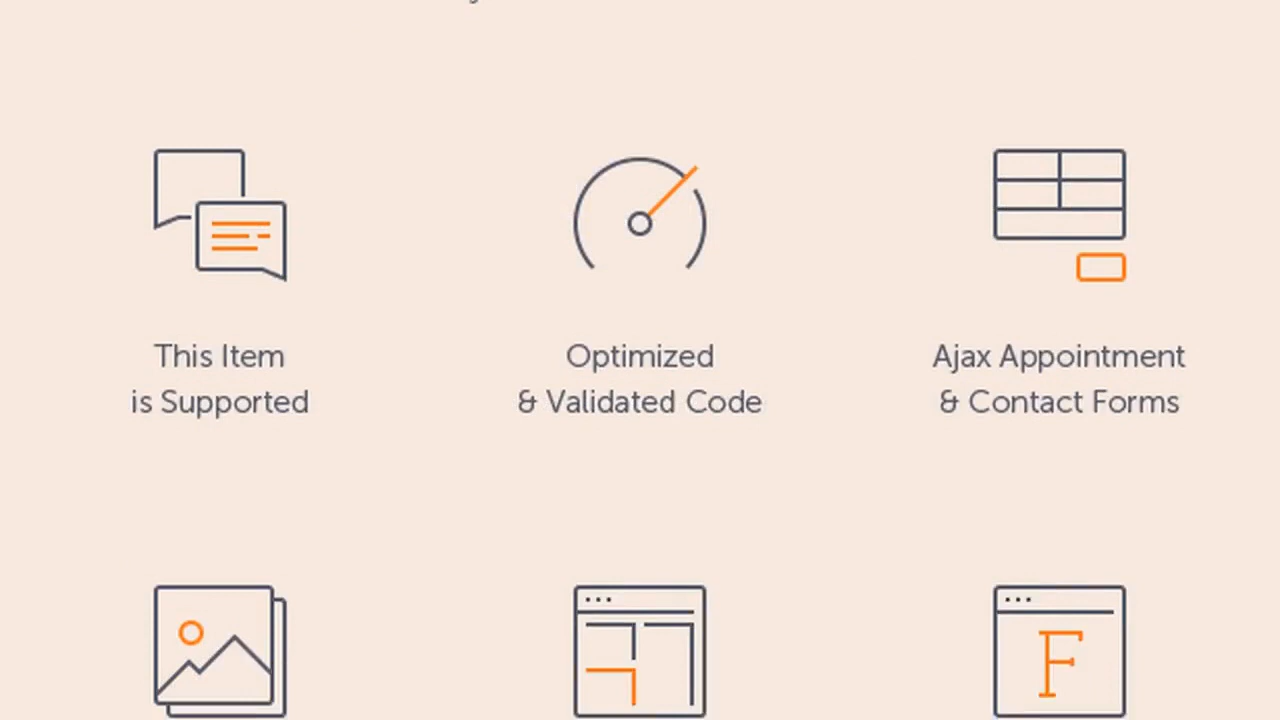 This Item
is Supported
Optimized
& Validated Code
Ajax Appointment
& Contact Forms
F